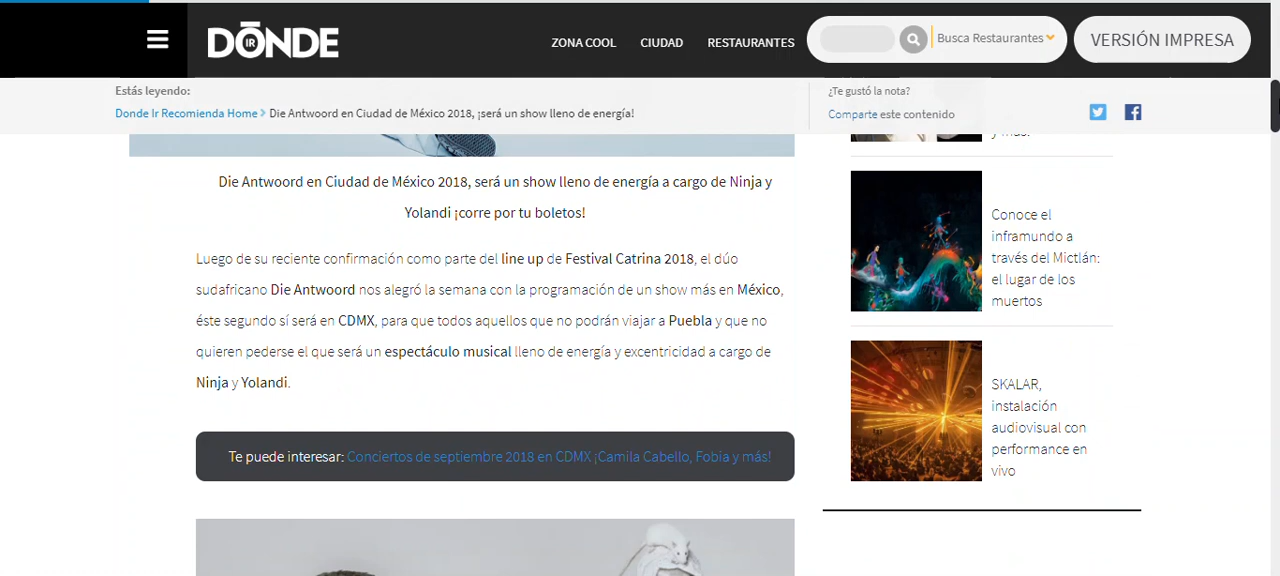 DŌNDE
IR
ZONA COOL
CIUDAD
RESTAURANTES
Busca Restaurantes
VERSIÓN IMPRESA
Estás leyendo:
Donde Ir Recomienda Home > Die Antwoord en Ciudad de México 2018, ¡será un show lleno de energía!
¿Te gustó la nota?
Comparte este contenido
Die Antwoord en Ciudad de México 2018, será un show lleno de energía a cargo de Ninja y
Yolandi ¡corre por tu boletos!
Luego de su reciente confirmación como parte del line up de Festival Catrina 2018, el dúo
sudafricano Die Antwoord nos alegró la semana con la programación de un show más en México,
éste segundo sí será en CDMX, para que todos aquellos que no podrán viajar a Puebla y que no
quieren pederse el que será un espectáculo musical lleno de energía y excentricidad a cargo de
Ninja y Yolandi.
Te puede interesar: Conciertos de septiembre 2018 en CDMX ¡Camila Cabello, Fobia y más!
y más!
Conoce el
inframundo a
través del Mictlán:
el lugar de los
muertos
SKALAR,
instalación
audiovisual con
performance en
vivo